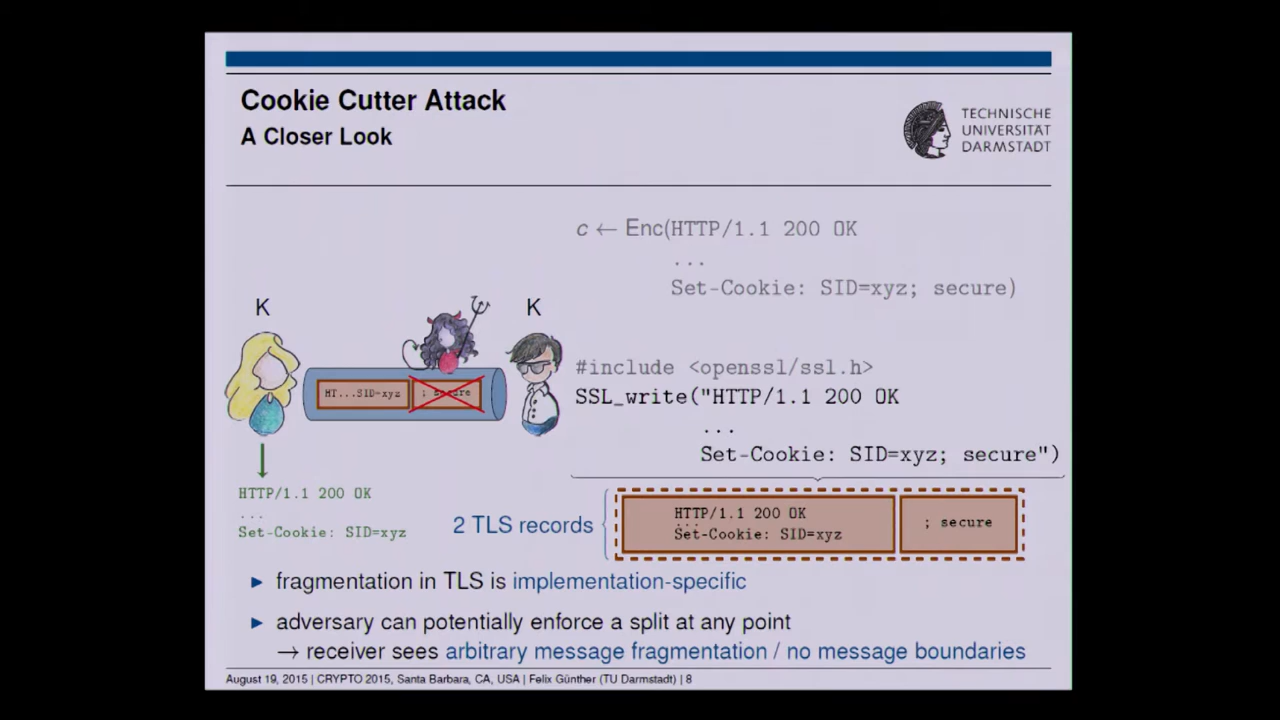 Cookie Cutter Attack
A Closer Look
TECHNISCHE
UNIVERSITÄT
DARMSTADT
c ← Enc(HTTP/1.1 200 OK
...
Set-Cookie: SID=xyz; secure)
K
K
HT...SID=xyz
; secure
#include <openssl/ssl.h>
SSL_write("HTTP/1.1 200 OK
...
Set-Cookie: SID=xyz; secure")
HTTP/1.1 200 OK
...
Set-Cookie: SID=xyz
2 TLS records
HTTP/1.1 200 OK
...
Set-Cookie: SID=xyz
; secure
► fragmentation in TLS is implementation-specific
► adversary can potentially enforce a split at any point
→ receiver sees arbitrary message fragmentation / no message boundaries
August 19, 2015 | CRYPTO 2015, Santa Barbara, CA, USA | Felix Günther (TU Darmstadt) | 8